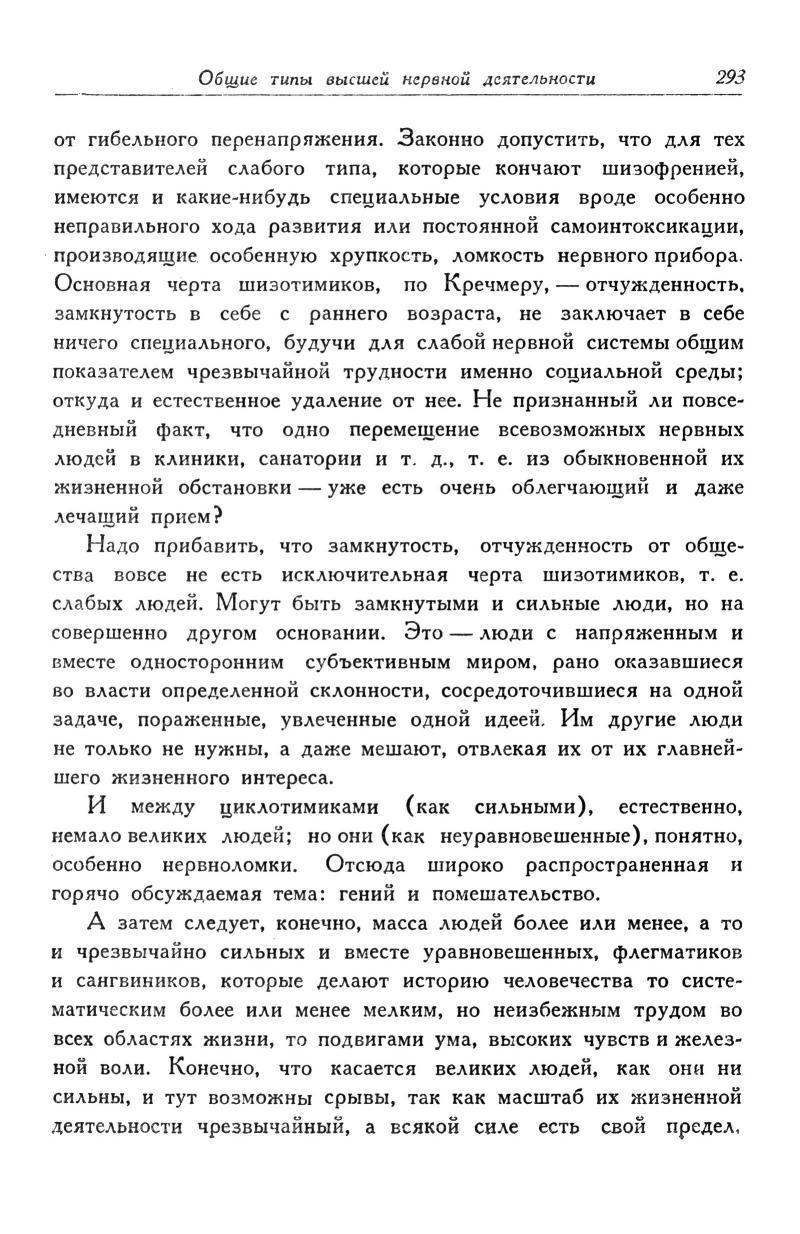 Общие типы высшей нервной деятельности 293
от гибельного перенапряжения. Законно допустить, что для тех
представителей слабого типа, которые кончают шизофренией,
имеются и какие-нибудь специальные условия вроде особенно
неправильного хода развития или постоянной самоинтоксикации,
производящие особенную хрупкость, ломкость нервного прибора.
Основная черта шизотимиков, по Кречмеру, — отчужденность,
замкнутость в себе с раннего возраста, не заключает в себе
ничего специального, будучи для слабой нервной системы общим
показателем чрезвычайной трудности именно социальной среды;
откуда и естественное удаление от нее. Не признанный ли повсе-
дневный факт, что одно перемещение всевозможных нервных
людей в клиники, санатории и т. д., т. е. из обыкновенной их
жизненной обстановки — уже есть очень облегчающий и даже
лечащий прием?
Надо прибавить, что замкнутость, отчужденность от обще-
ства вовсе не есть исключительная черта шизотимиков, т. е.
слабых людей. Могут быть замкнутыми и сильные люди, но на
совершенно другом основании. Это — люди с напряженным и
вместе односторонним субъективным миром, рано оказавшиеся
во власти определенной склонности, сосредоточившиеся на одной
задаче, пораженные, увлеченные одной идеей. Им другие люди
не только не нужны, а даже мешают, отвлекая их от их главней-
шего жизненного интереса.
И между циклотимиками (как сильными), естественно,
немало великих людей; но они (как неуравновешенные), понятно,
особенно нервноломки. Отсюда широко распространенная и
горячо обсуждаемая тема: гений и помешательство.
А затем следует, конечно, масса людей более или менее, а то
и чрезвычайно сильных и вместе уравновешенных, флегматиков
и сангвиников, которые делают историю человечества то систе-
матическим более или менее мелким, но неизбежным трудом во
всех областях жизни, то подвигами ума, высоких чувств и желез-
ной воли. Конечно, что касается великих людей, как они ни
сильны, и тут возможны срывы, так как масштаб их жизненной
деятельности чрезвычайный, а всякой силе есть свой предел,